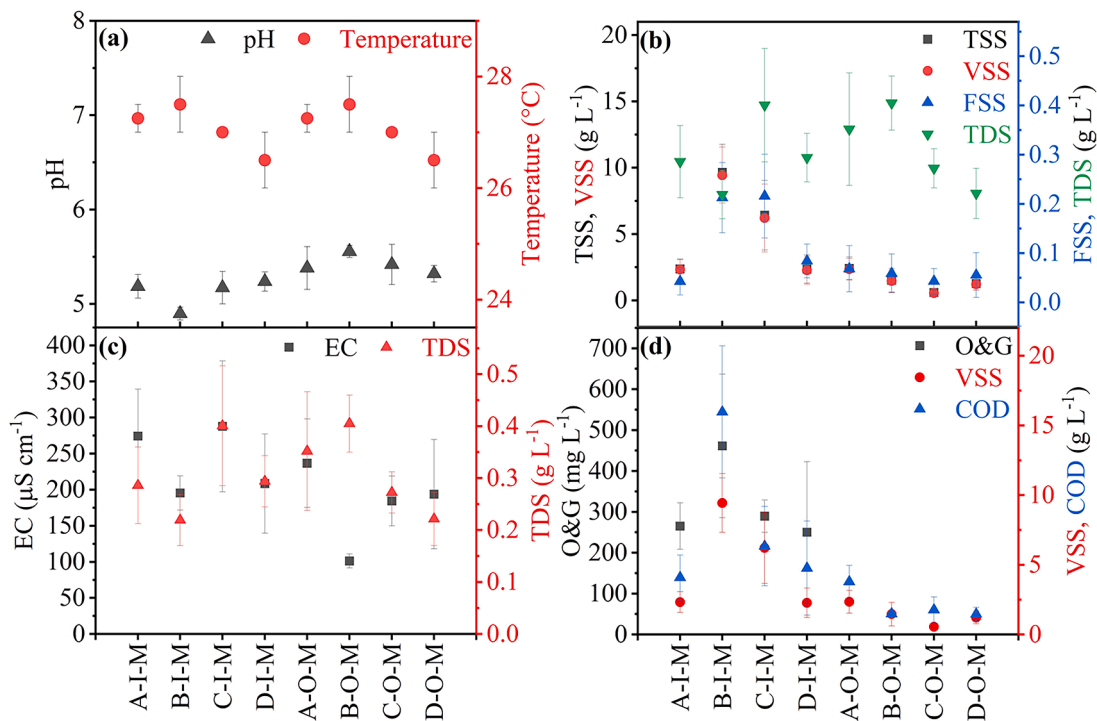 (a)
pH Temperature
pH
8
7
6
5
Temperature (°C)
28
26
24
(b)
TSS
VSS
FSS
TDS
TSS, VSS (g L⁻¹)
20
15
10
5
0
FSS, TDS (g L⁻¹)
0.5
0.4
0.3
0.2
0.1
0.0
(c)
EC TDS
EC (μS cm⁻¹)
400
350
300
250
200
150
100
50
0
TDS (g L⁻¹)
0.5
0.4
0.3
0.2
0.1
0.0
A-I-M
B-I-M
C-I-M
D-I-M
A-O-M
B-O-M
C-O-M
D-O-M
(d)
O&G
VSS
COD
O&G (mg L⁻¹)
700
600
500
400
300
200
100
0
VSS, COD (g L⁻¹)
20
15
10
5
0
A-I-M
B-I-M
C-I-M
D-I-M
A-O-M
B-O-M
C-O-M
D-O-M